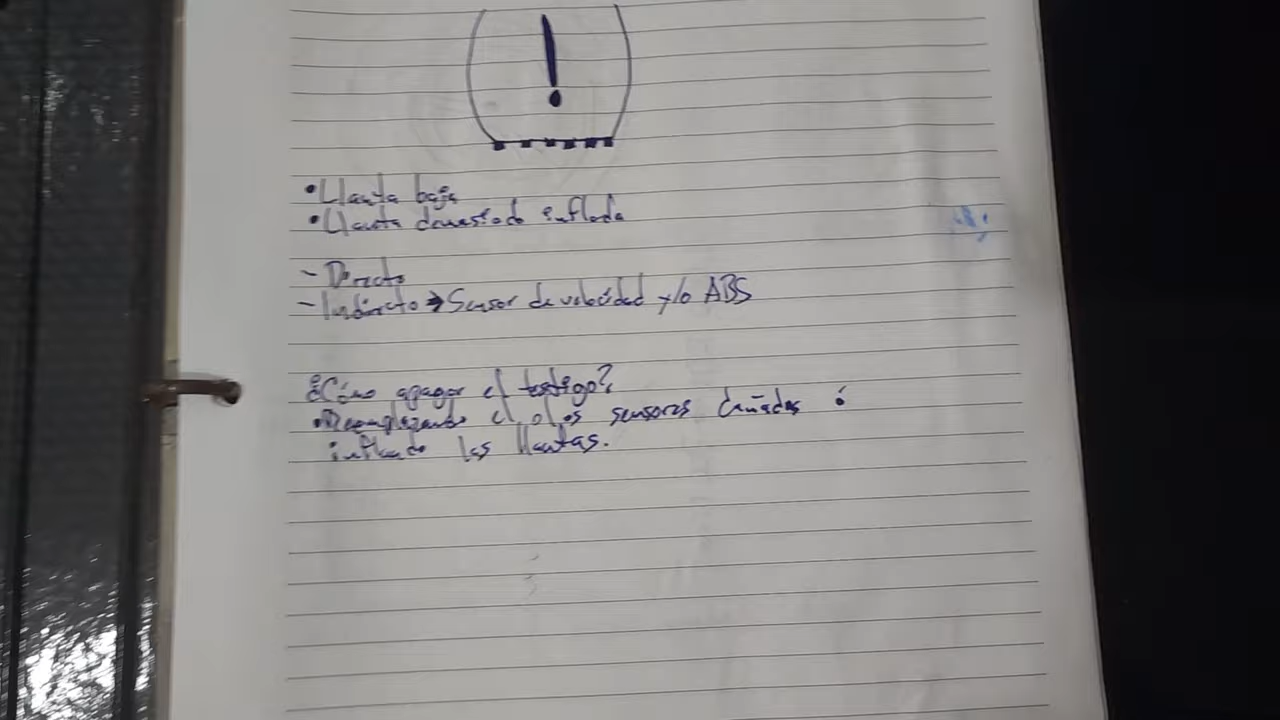 !
•Llanta baja
•Llanta demasiado inflada
- Directo
- Indirecto → Sensor de velocidad y/o ABS
¿Cómo apagar el testigo?
•Reemplazando el o los sensores dañados ó
inflando las llantas.